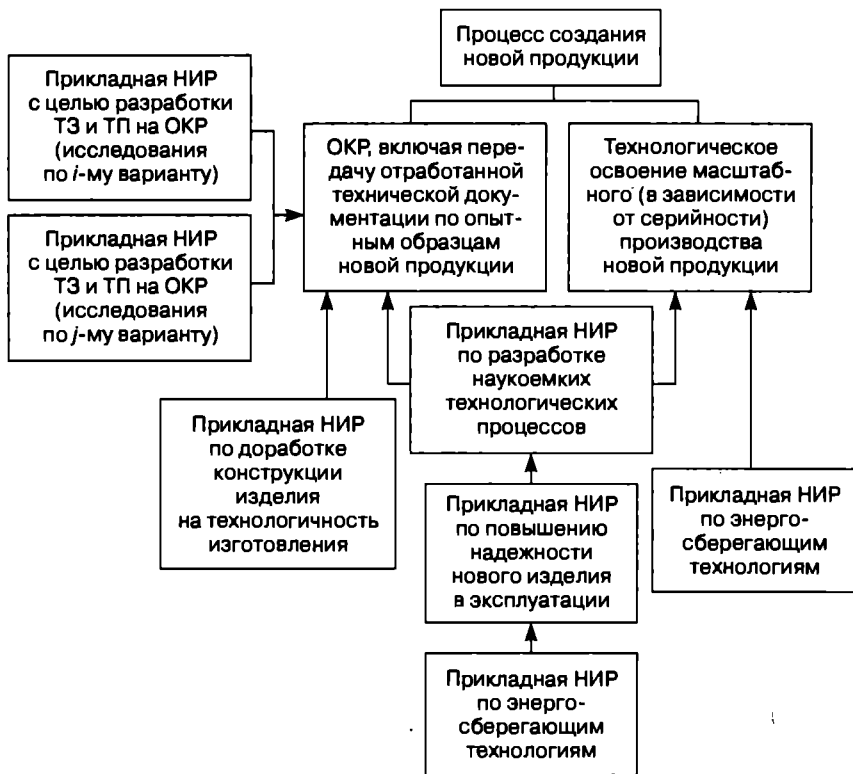 Процесс создания
новой продукции
Прикладная НИР
с целью разработки
ТЗ и ТП на ОКР
(исследования
по i-му варианту)
Прикладная НИР
с целью разработки
ТЗ и ТП на ОКР
(исследования
по j-му варианту)
ОКР, включая пере-
дачу отработанной
технической доку-
ментации по опыт-
ным образцам
новой продукции
Технологическое
освоение масштаб-
ного (в зависимости
от серийности)
производства
новой продукции
Прикладная НИР
по разработке
наукоемких
технологических
процессов
Прикладная НИР
по доработке
конструкции
изделия
на технологичность
изготовления
Прикладная НИР
по повышению
надежности
нового изделия
в эксплуатации
Прикладная НИР
по энерго-
сберегающим
технологиям
Прикладная НИР
по энерго-
сберегающим
технологиям